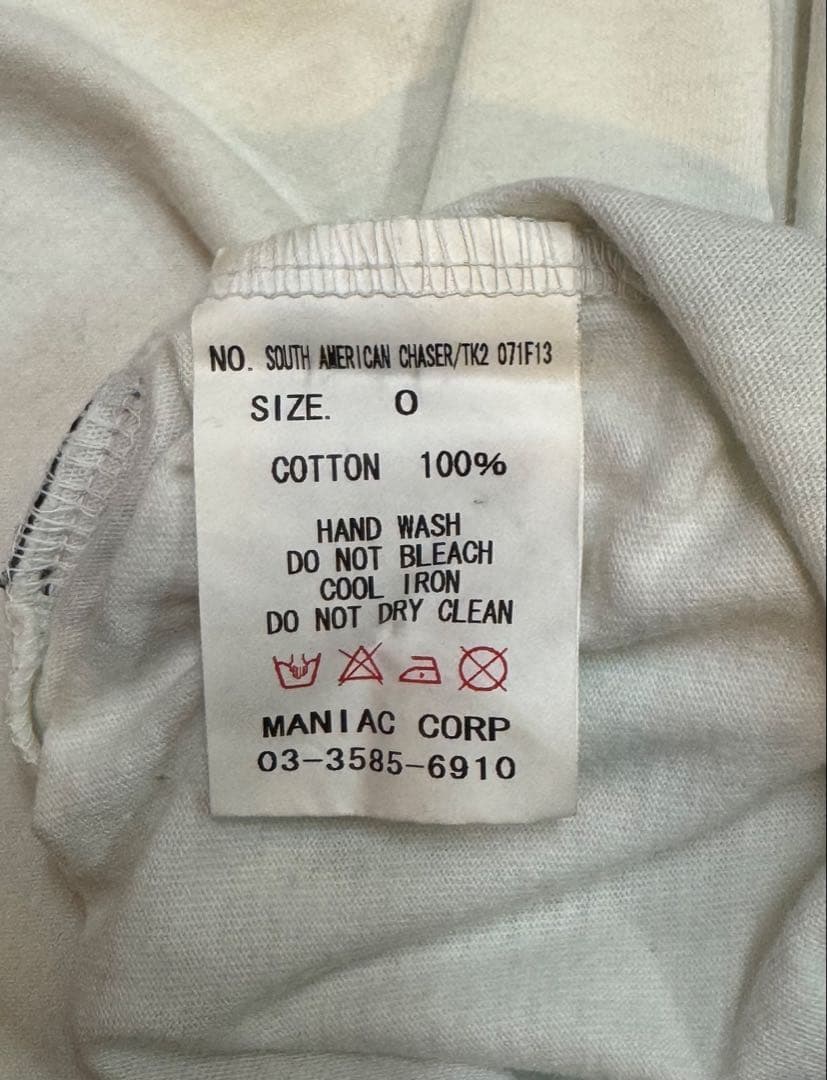 NO. SOUTH AMERICAN CHASER/TK2 071F13
SIZE. 0
COTTON 100%
HAND WASH
DO NOT BLEACH
COOL IRON
DO NOT DRY CLEAN
MANIAC CORP
03-3585-6910